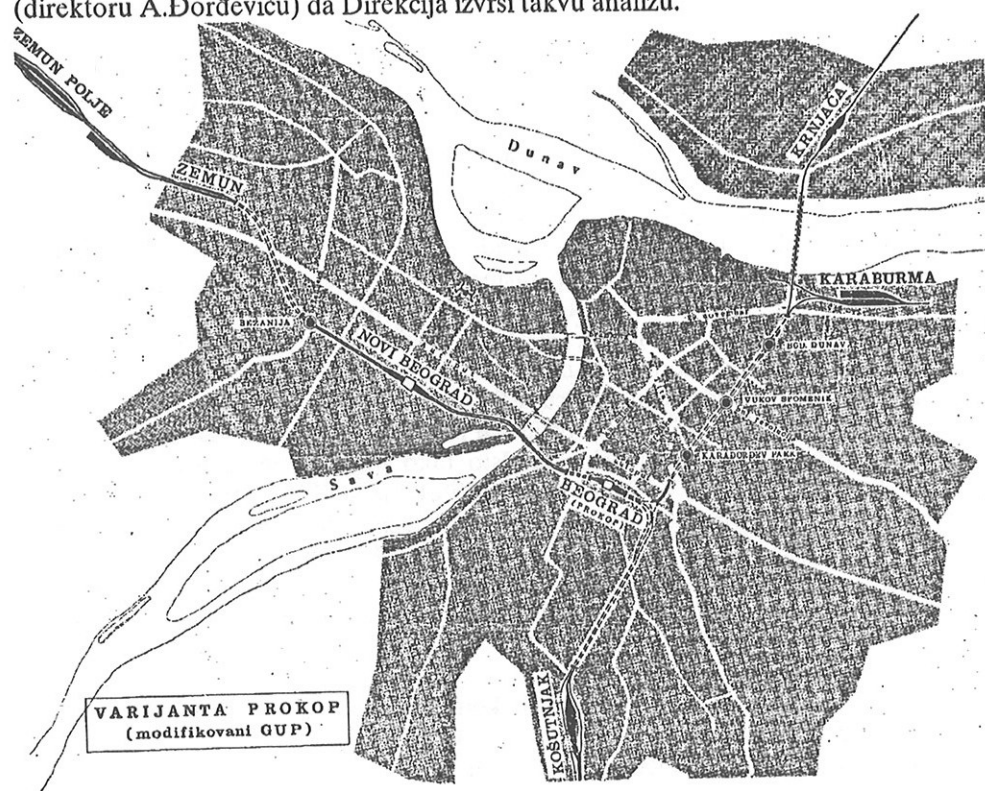 (direktoru A.Đorđeviću) da Direkcija izvrši takvu analizu.
ZEMUN POLJE
ZEMUN
BEŽANIJA
NOVI BEOGRAD
Dunav
KRNJAČA
KARABURMA
BUL. DUNAV
VUKOV SPOMENIK
KARAĐORĐEV PARK
BEOGRAD
(PROKOP)
Sava
KOŠUTNJAK
VARIJANTA PROKOP
(modifikovani GUP)